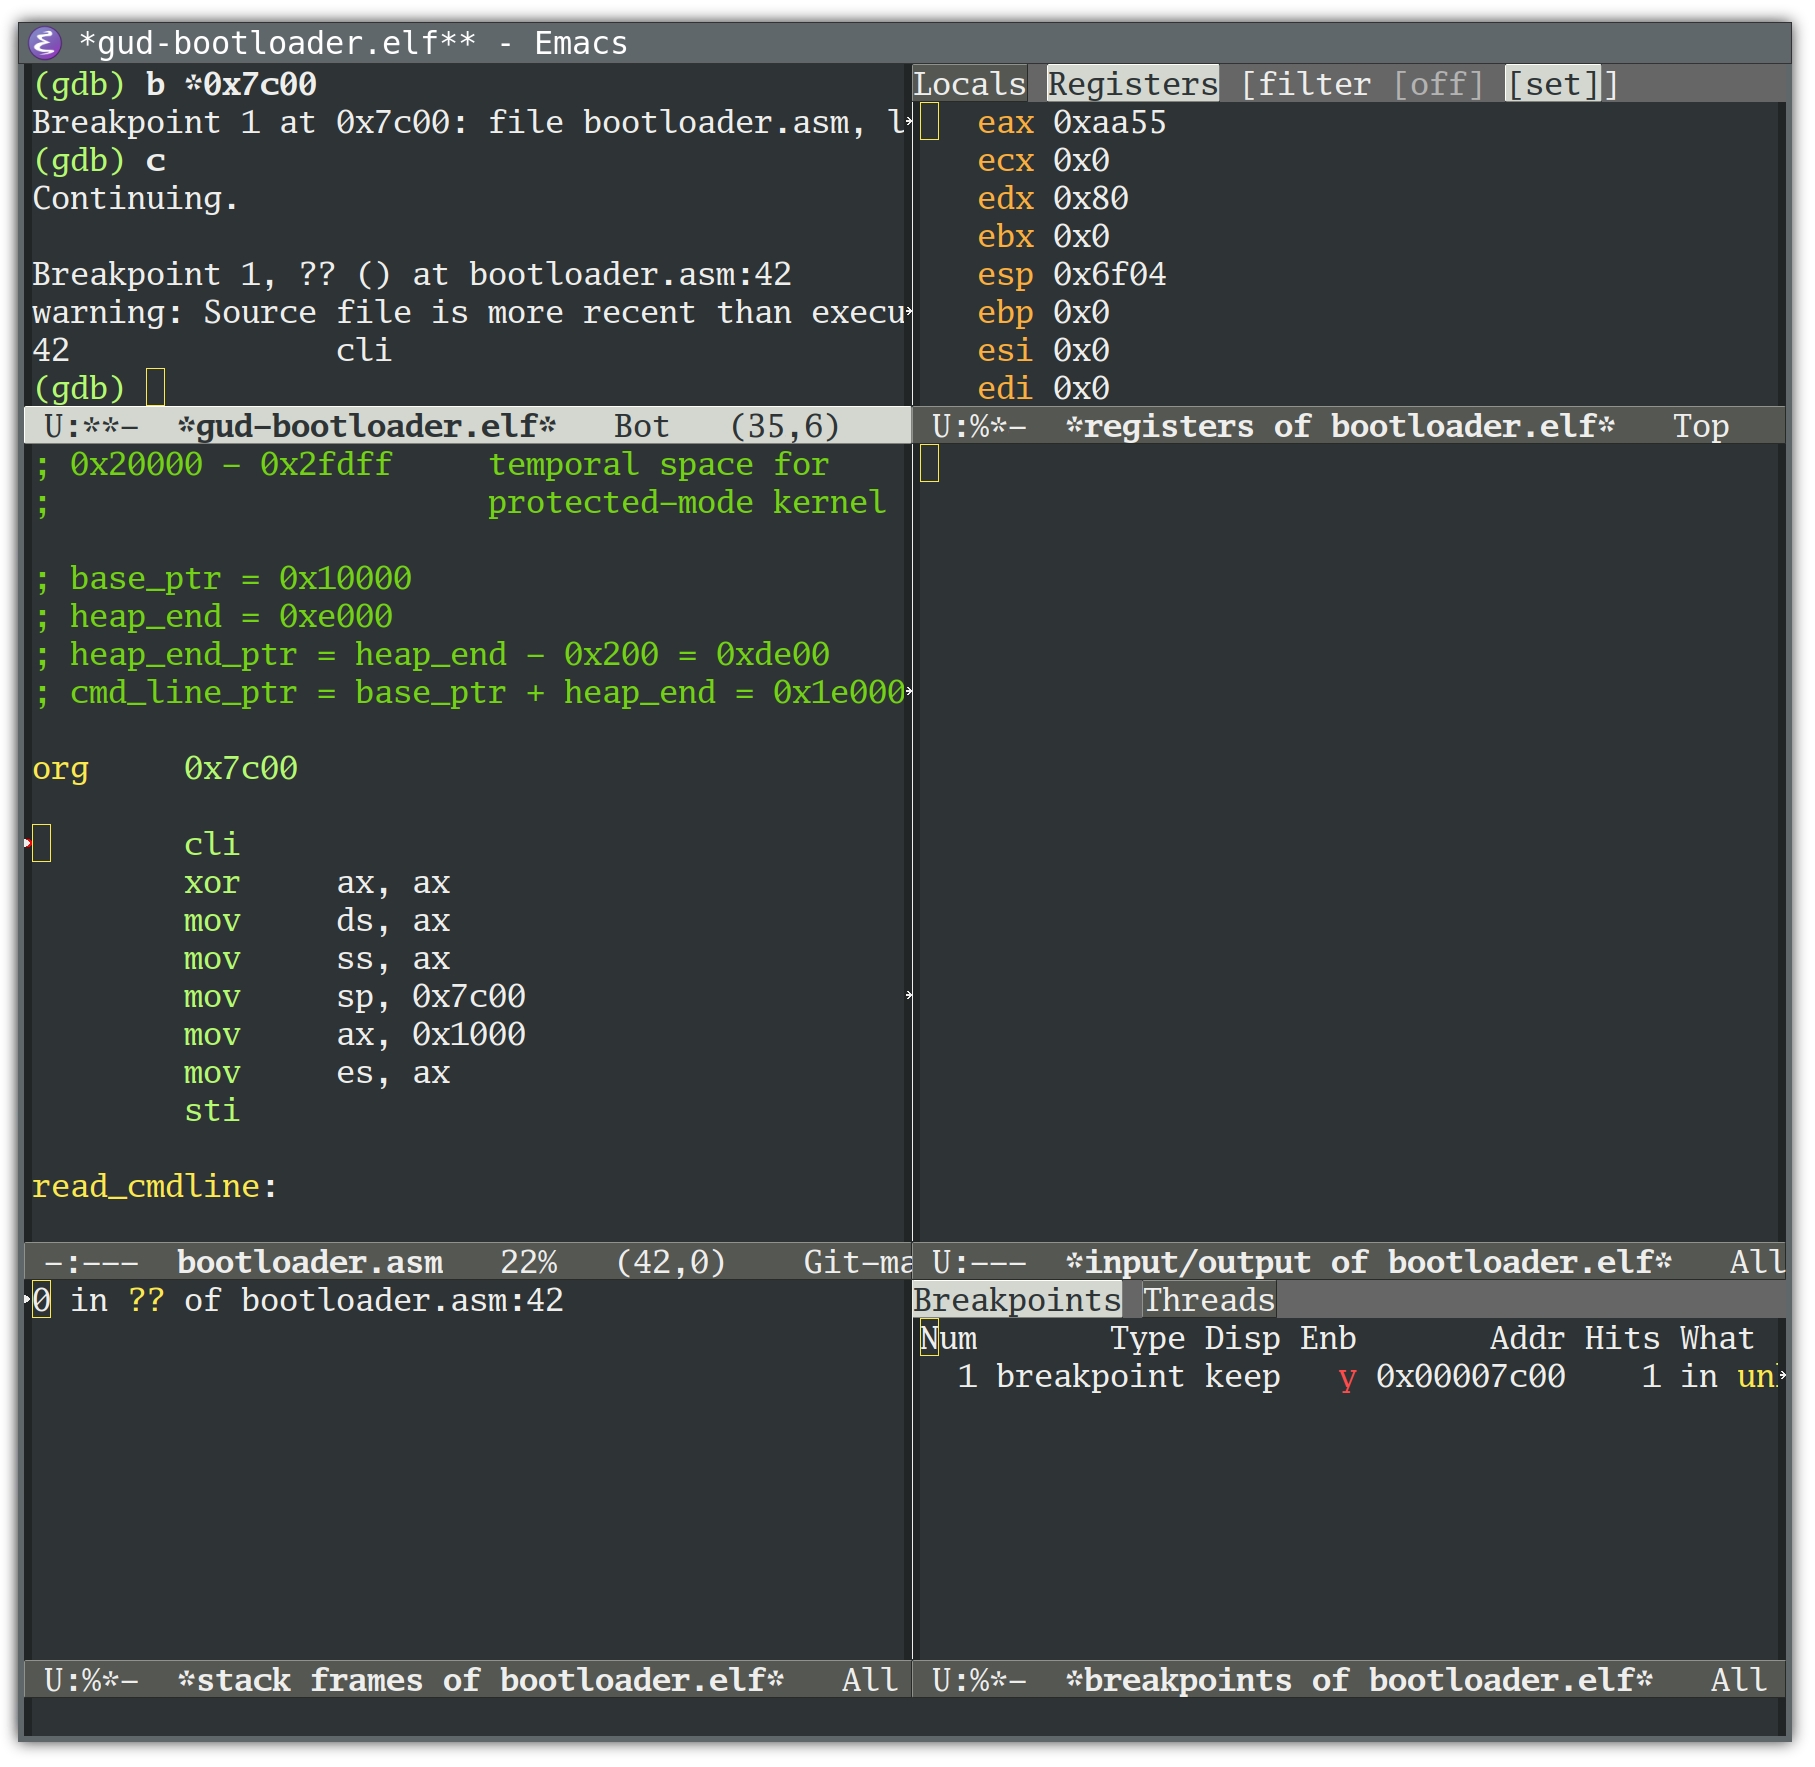 *gud-bootloader.elf** - Emacs
(gdb) b *0x7c00
Breakpoint 1 at 0x7c00: file bootloader.asm, l
(gdb) c
Continuing.
Breakpoint 1, ?? () at bootloader.asm:42
warning: Source file is more recent than execu
42              cli
(gdb)
U:**-  *gud-bootloader.elf*   Bot   (35,6)
Locals Registers [filter [off] [set]]
eax 0xaa55
ecx 0x0
edx 0x80
ebx 0x0
esp 0x6f04
ebp 0x0
esi 0x0
edi 0x0
U:%*-  *registers of bootloader.elf*   Top
; 0x20000 - 0x2fdff     temporal space for
;                       protected-mode kernel
; base_ptr = 0x10000
; heap_end = 0xe000
; heap_end_ptr = heap_end - 0x200 = 0xde00
; cmd_line_ptr = base_ptr + heap_end = 0x1e000
org     0x7c00
cli
xor     ax, ax
mov     ds, ax
mov     ss, ax
mov     sp, 0x7c00
mov     ax, 0x1000
mov     es, ax
sti
read_cmdline:
-:---  bootloader.asm   22%   (42,0)    Git-ma
U:---  *input/output of bootloader.elf*   All
0 in ?? of bootloader.asm:42
U:%*-  *stack frames of bootloader.elf*   All
Breakpoints Threads
Num       Type Disp Enb       Addr Hits What
1 breakpoint keep   y 0x00007c00    1 in un
U:%*-  *breakpoints of bootloader.elf*   All